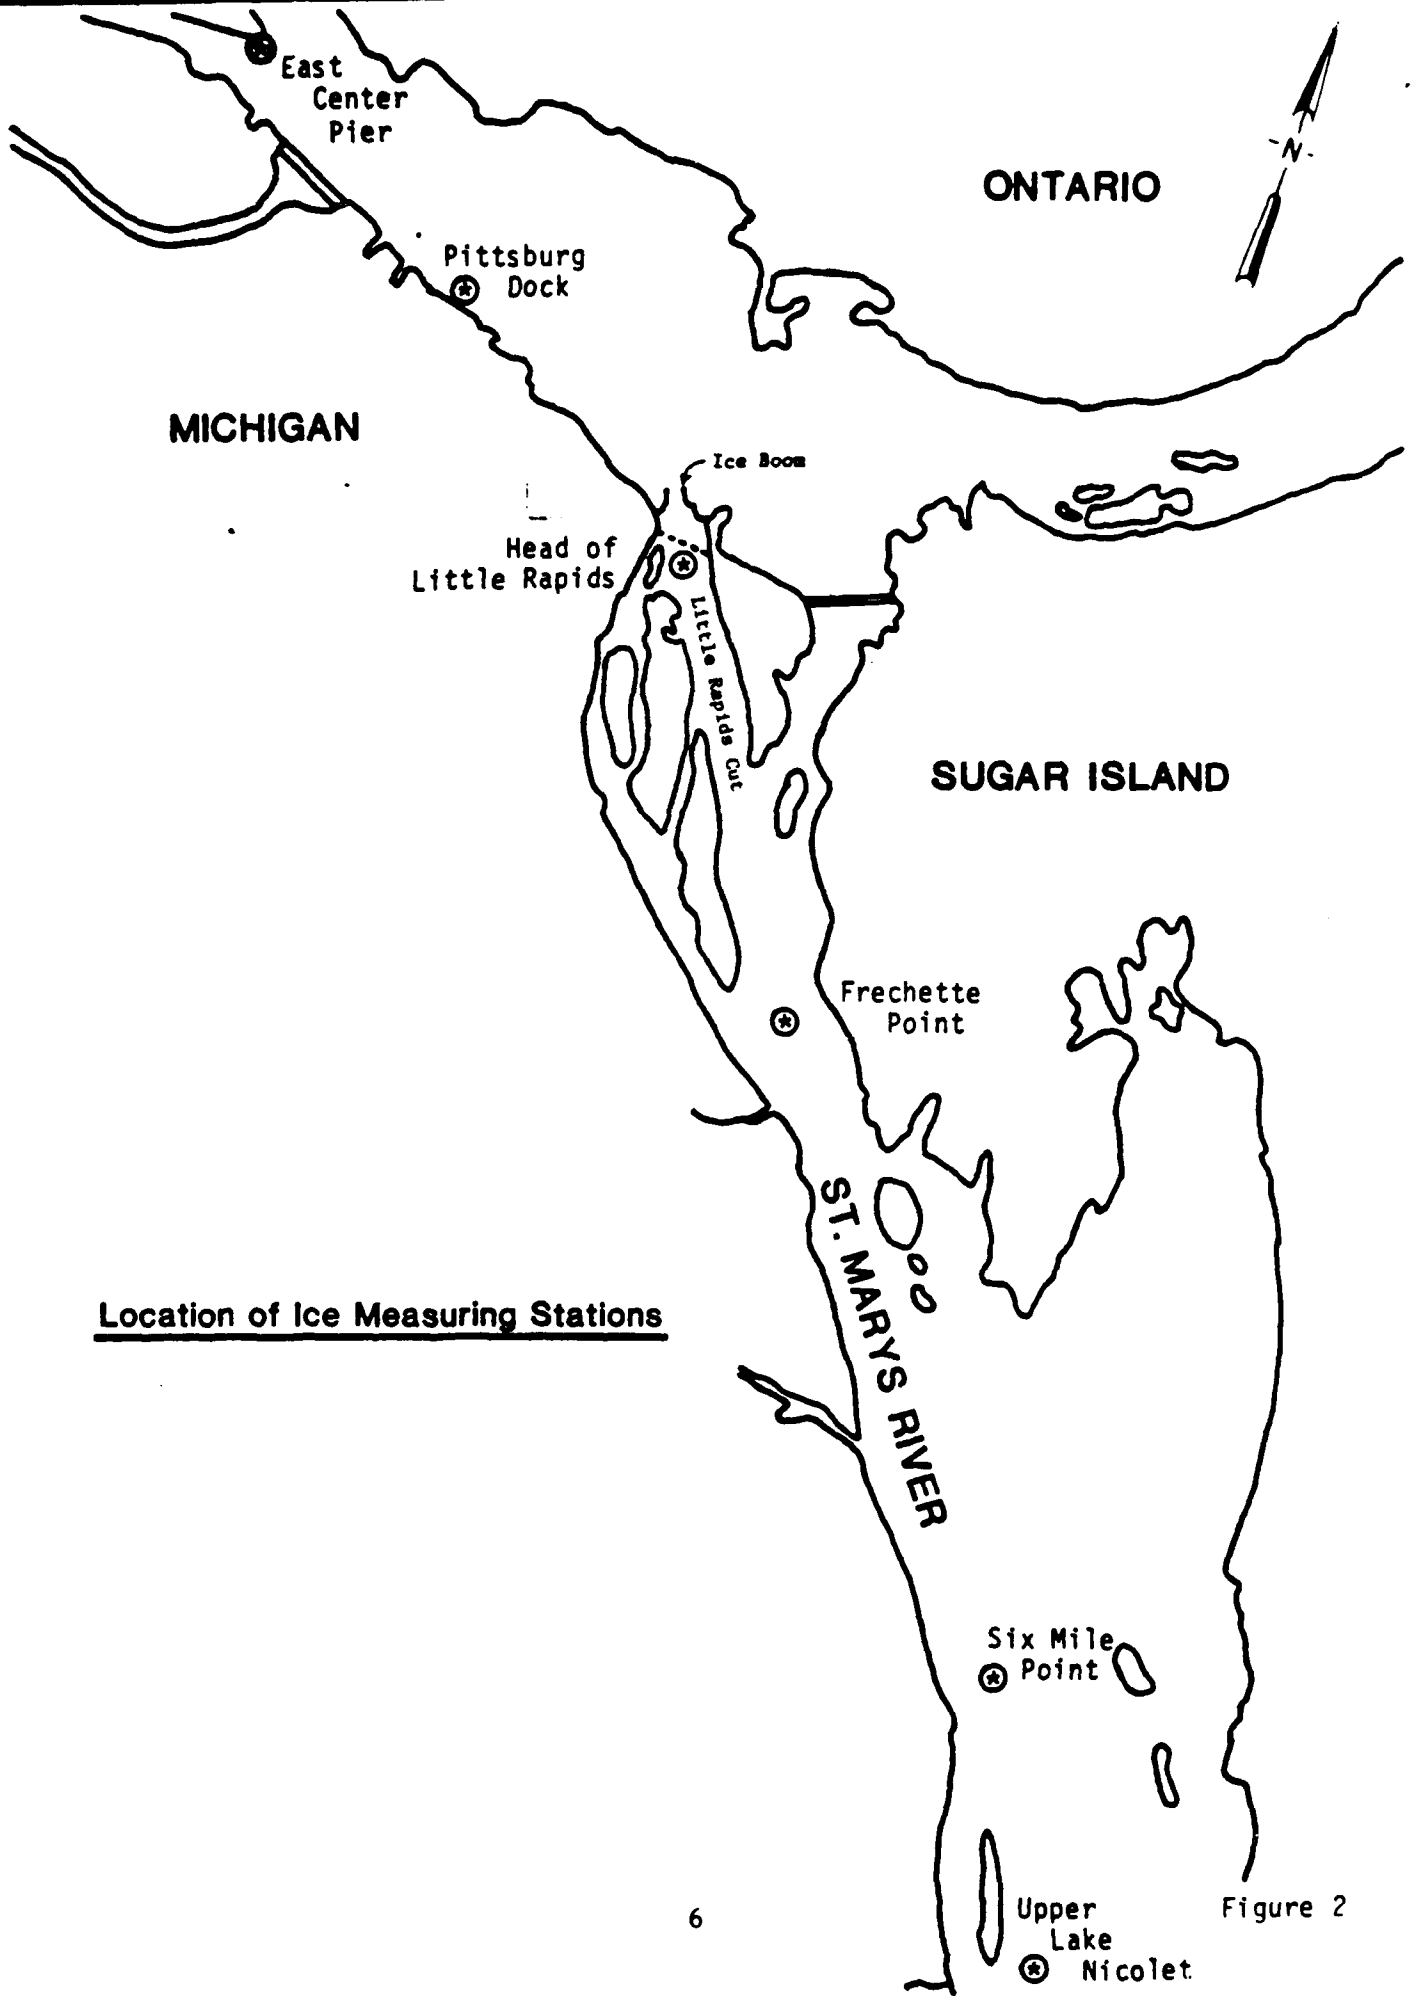 East
Center
Pier
-N-
ONTARIO
Pittsburg
Dock
MICHIGAN
Ice Boom
Head of
Little Rapids
Little Rapids Cut
SUGAR ISLAND
Frechette
Point
ST. MARYS RIVER
Location of Ice Measuring Stations
Six Mile
Point
Upper
Lake
Nicolet
Figure 2
6